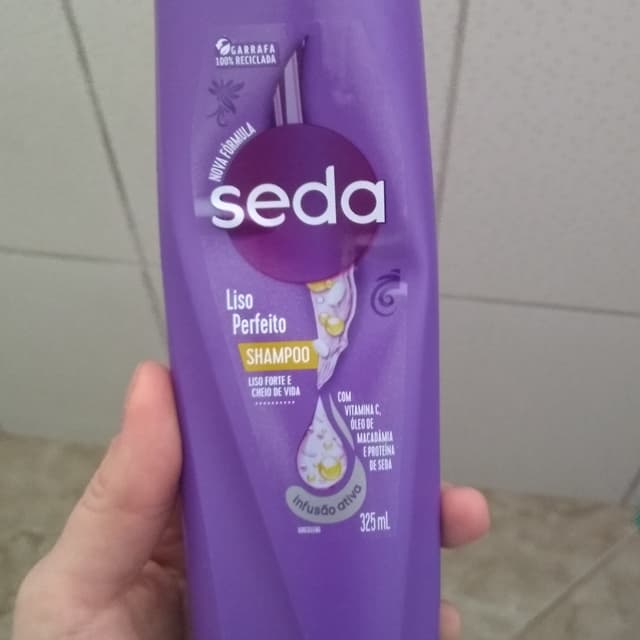 GARRAFA
100% RECICLADA
NOVA FÓRMULA
seda
Liso
Perfeito
SHAMPOO
LISO FORTE E
CHEIO DE VIDA
COM
VITAMINA C,
ÓLEO DE
MACADÂMIA
E PROTEÍNA
DE SEDA
infusão ativa
325 mL